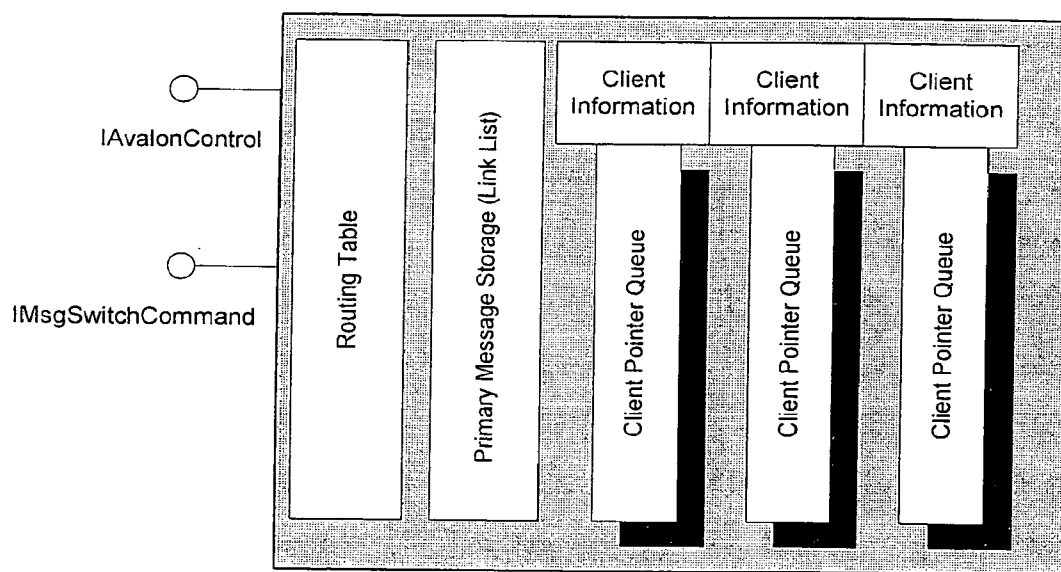 IAvalonControl
IMsgSwitchCommand
Routing Table
Primary Message Storage (Link List)
Client
Information
Client
Information
Client
Information
Client Pointer Queue
Client Pointer Queue
Client Pointer Queue